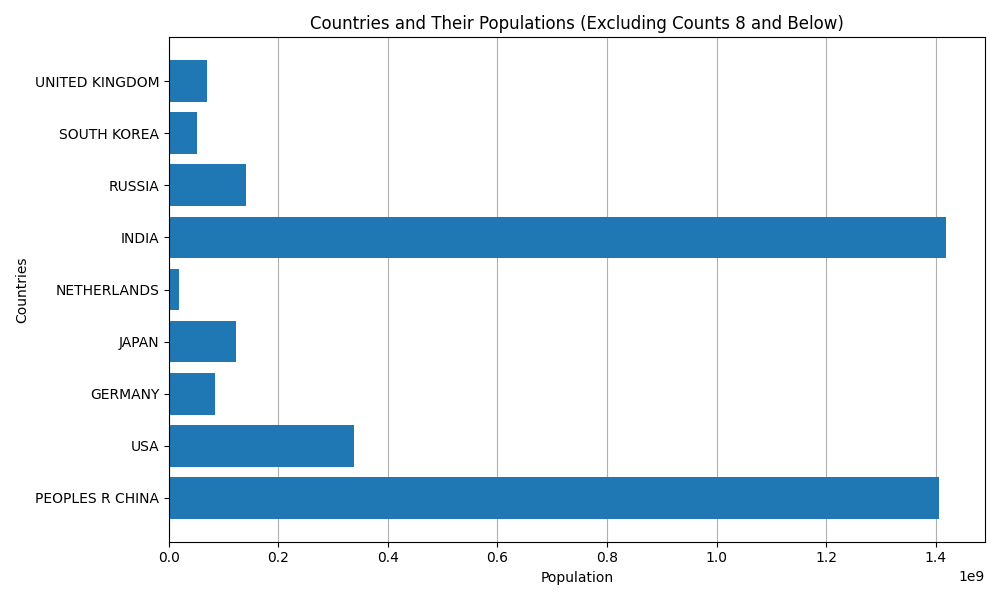 Countries and Their Populations (Excluding Counts 8 and Below)
UNITED KINGDOM
SOUTH KOREA
RUSSIA
INDIA
NETHERLANDS
JAPAN
GERMANY
USA
PEOPLES R CHINA
Countries
0.0 0.2 0.4 0.6 0.8 1.0 1.2 1.4
1e9
Population